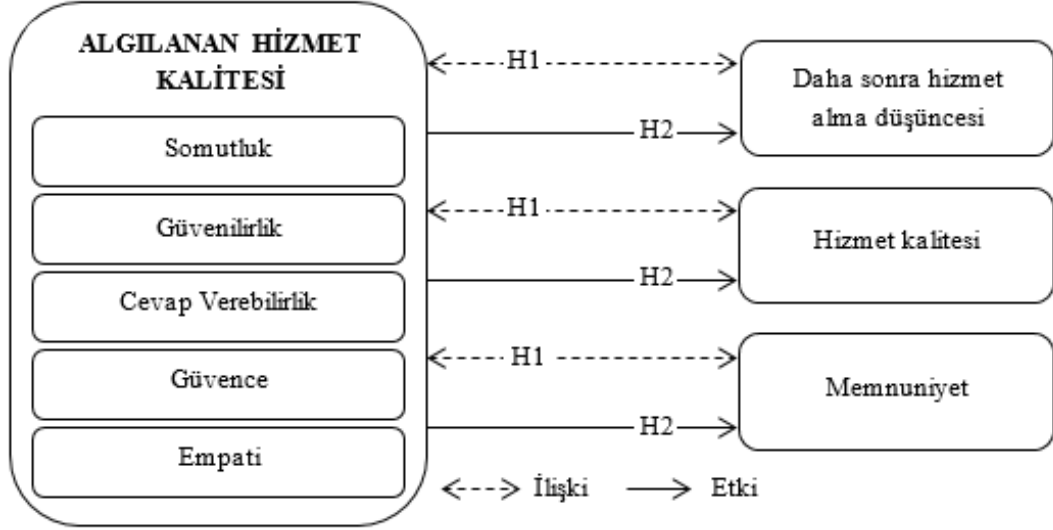 ALGILANAN HİZMET
KALİTESİ
Somutluk
Güvenilirlik
Cevap Verebilirlik
Güvence
Empati
H1
H2
H1
H2
H1
H2
Daha sonra hizmet
alma düşüncesi
Hizmet kalitesi
Memnuniyet
İlişki
Etki